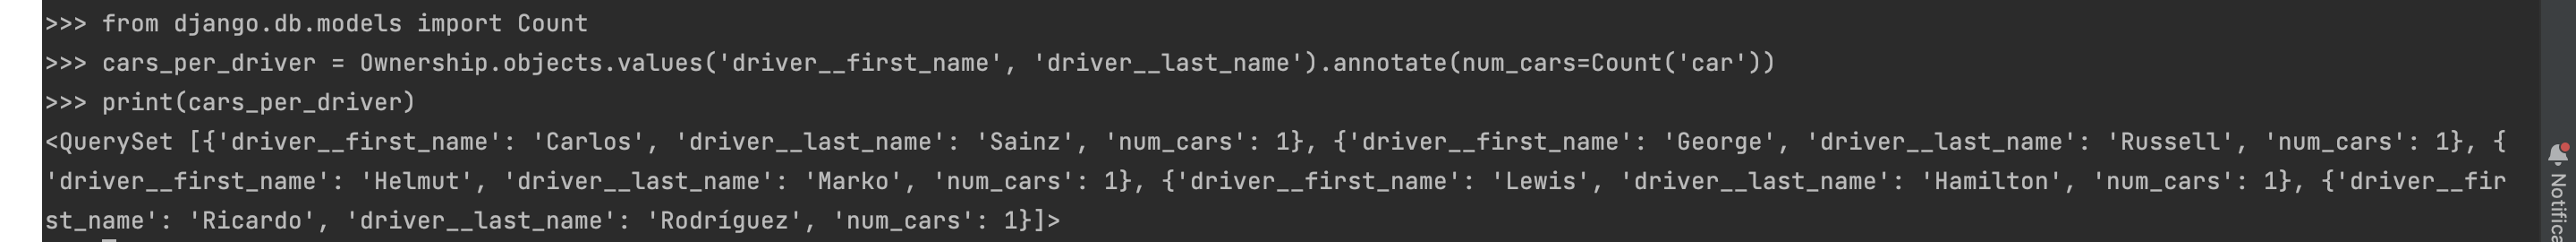 >>> from django.db.models import Count
>>> cars_per_driver = Ownership.objects.values('driver__first_name', 'driver__last_name').annotate(num_cars=Count('car'))
>>> print(cars_per_driver)
<QuerySet [{'driver__first_name': 'Carlos', 'driver__last_name': 'Sainz', 'num_cars': 1}, {'driver__first_name': 'George', 'driver__last_name': 'Russell', 'num_cars': 1}, {
'driver__first_name': 'Helmut', 'driver__last_name': 'Marko', 'num_cars': 1}, {'driver__first_name': 'Lewis', 'driver__last_name': 'Hamilton', 'num_cars': 1}, {'driver__fir
st_name': 'Ricardo', 'driver__last_name': 'Rodríguez', 'num_cars': 1}]>
Notifica